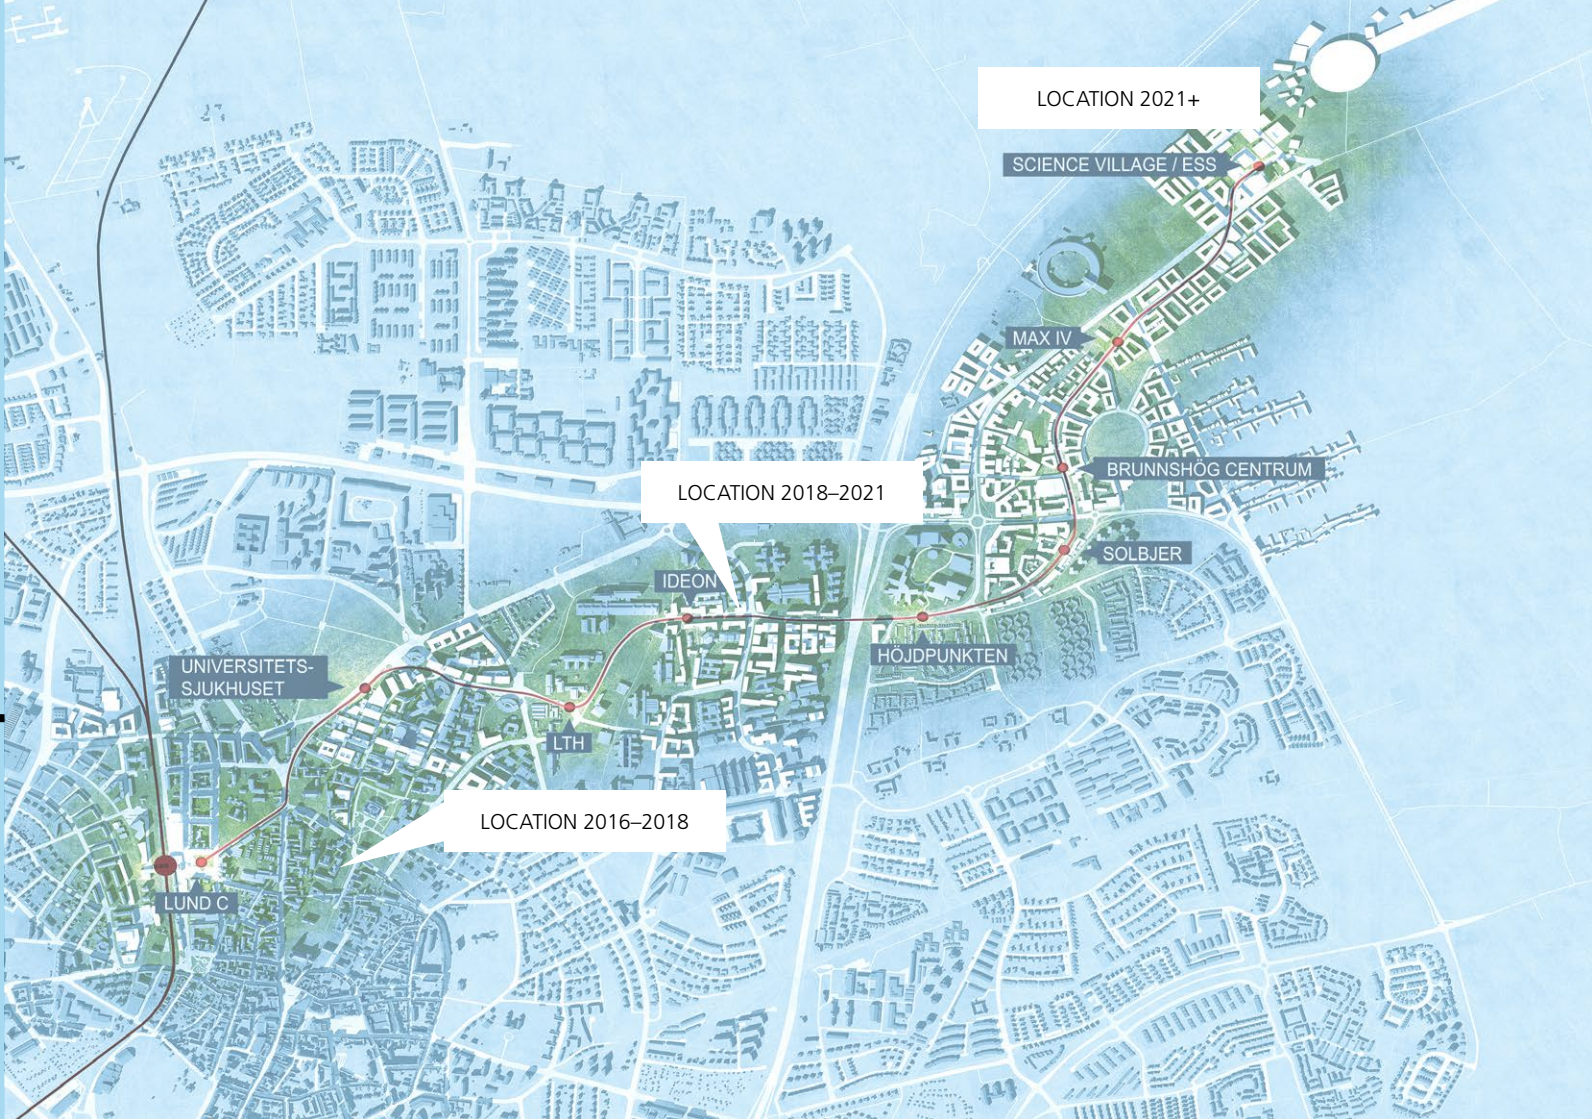 LOCATION 2021+
SCIENCE VILLAGE / ESS
MAX IV
BRUNNSHÖG CENTRUM
LOCATION 2018–2021
SOLBJER
IDEON
HÖJDPUNKTEN
UNIVERSITETS-
SJUKHUSET
LTH
LOCATION 2016–2018
LUND C